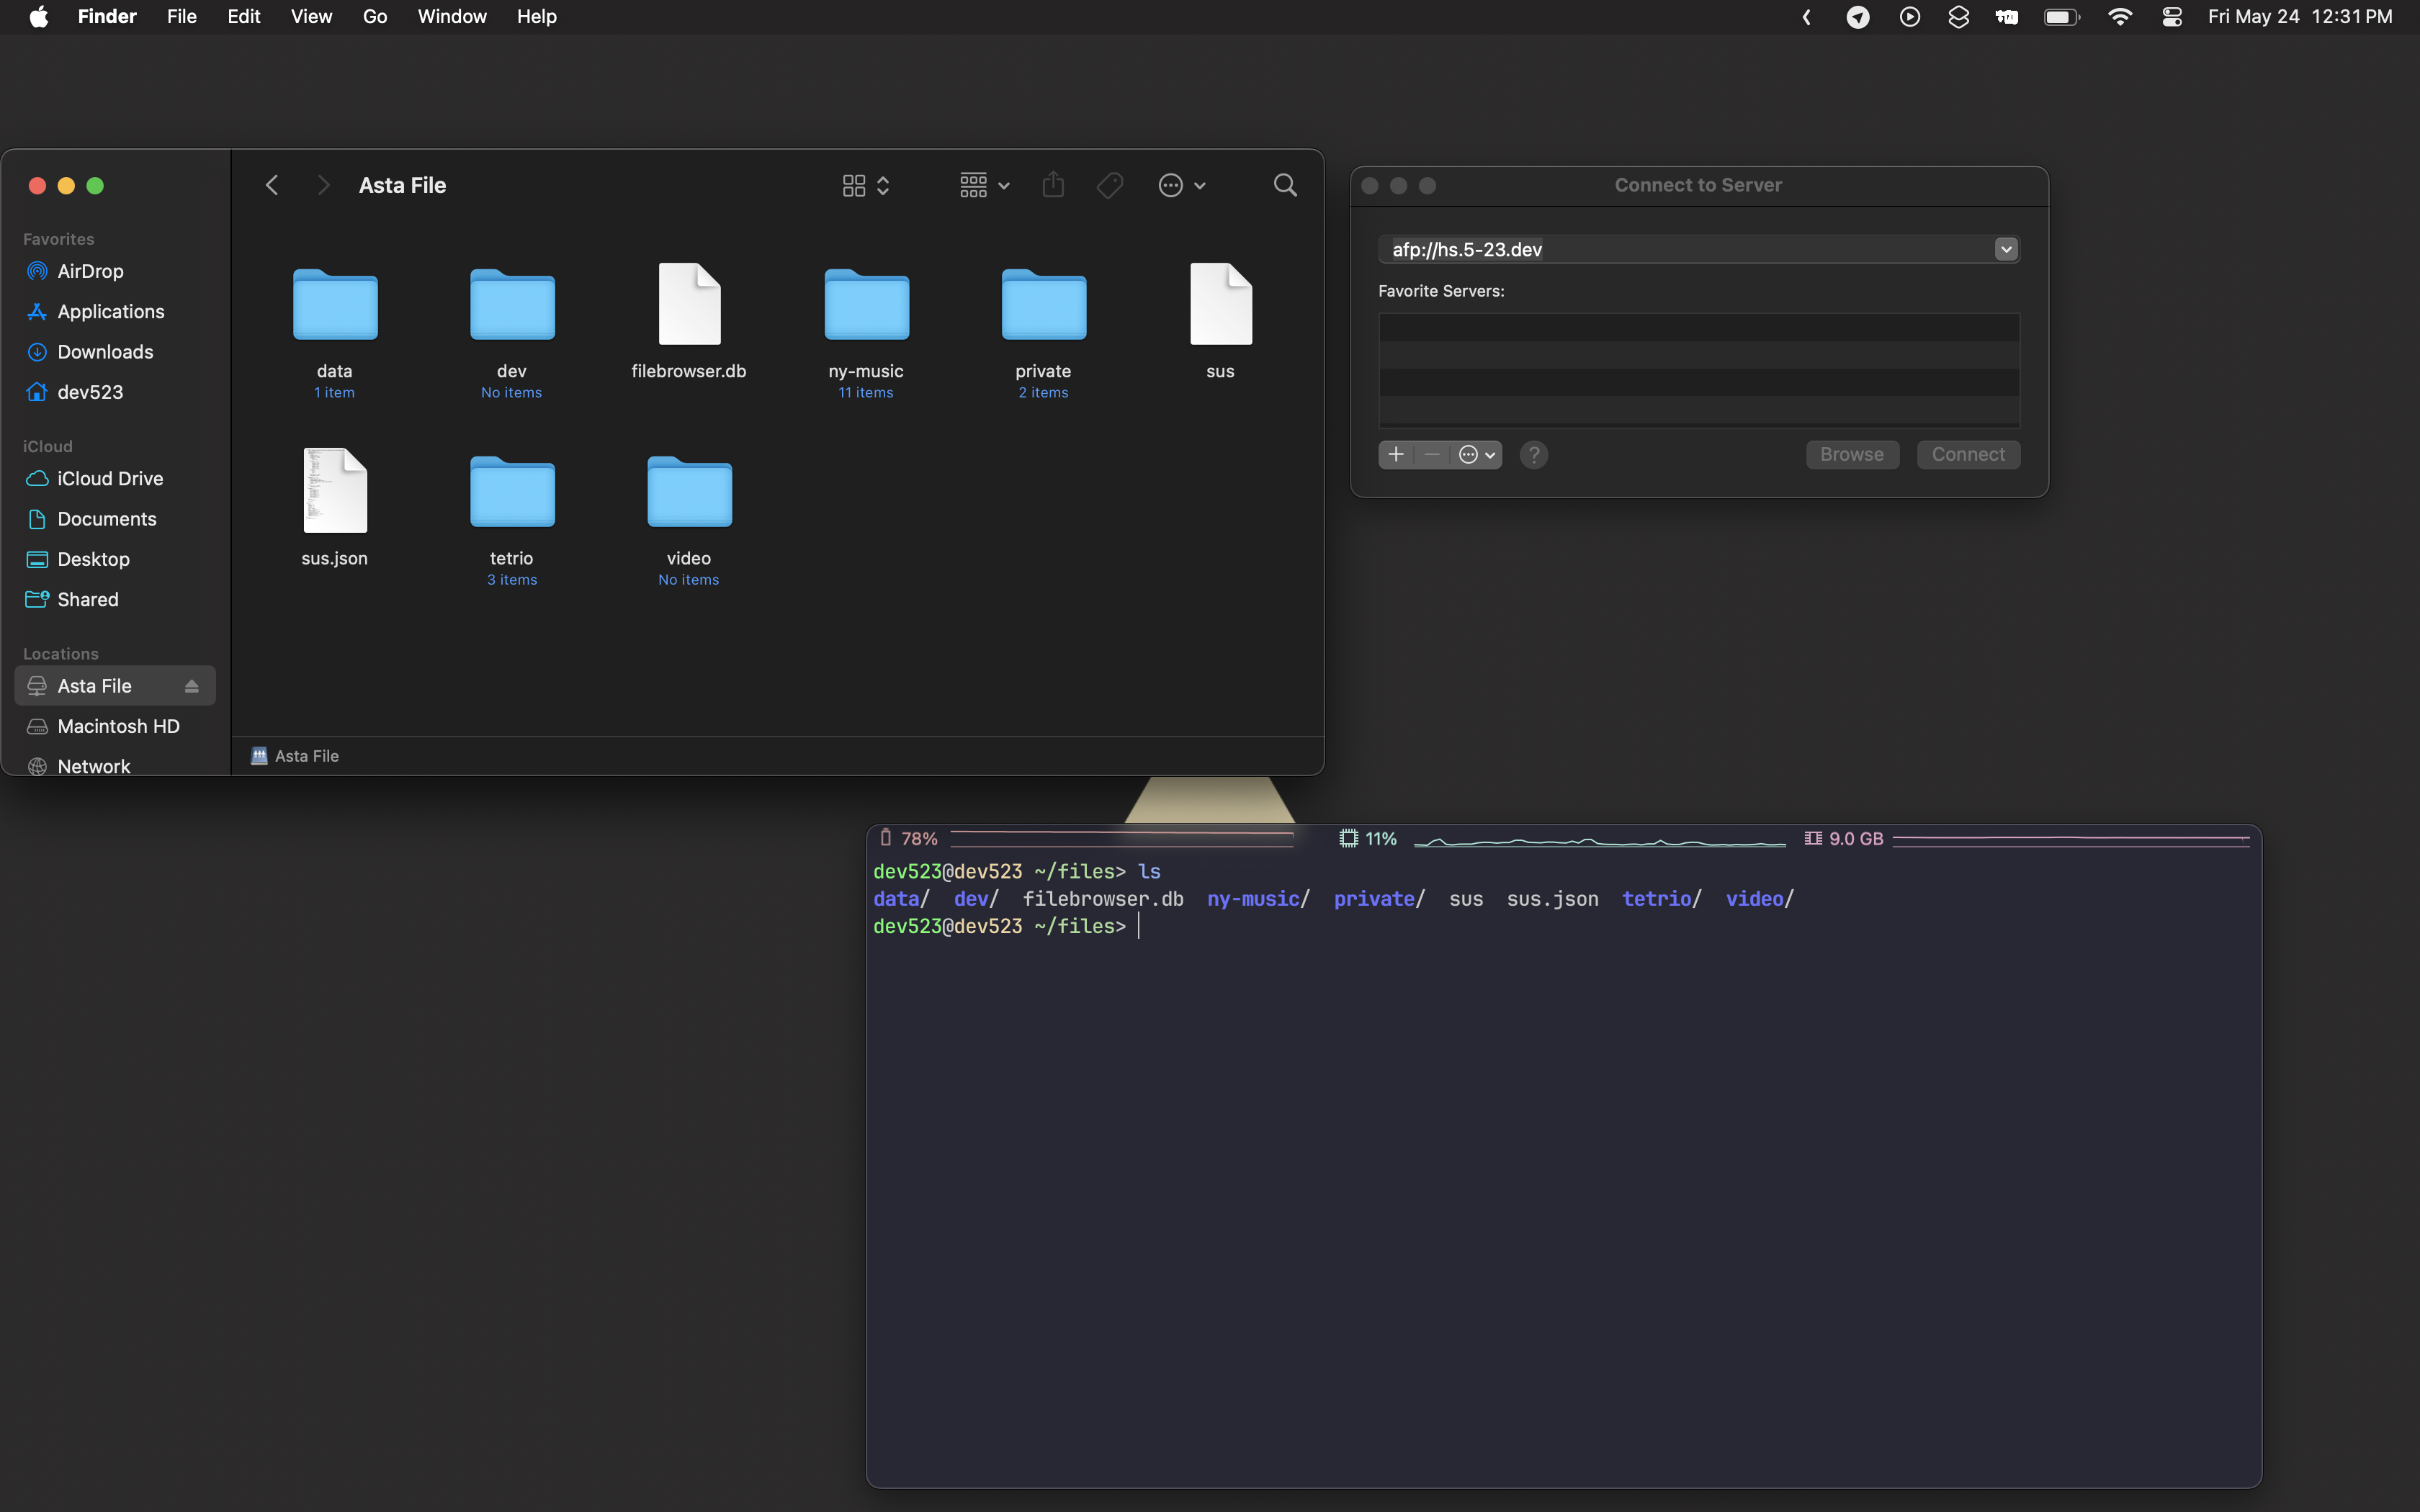 Finder File Edit View Go Window Help
Fri May 24 12:31 PM
Asta File
Favorites
AirDrop
Applications
Downloads
dev523
iCloud
iCloud Drive
Documents
Desktop
Shared
Locations
Asta File
Macintosh HD
Network
data dev filebrowser.db ny-music private sus
1 item No items 11 items 2 items
sus.json tetrio video
3 items No items
Asta File
Connect to Server
afp://hs.5-23.dev
Favorite Servers:
? Browse Connect
78% 11% 9.0 GB
dev523@dev523 ~/files> ls
data/ dev/ filebrowser.db ny-music/ private/ sus sus.json tetrio/ video/
dev523@dev523 ~/files>